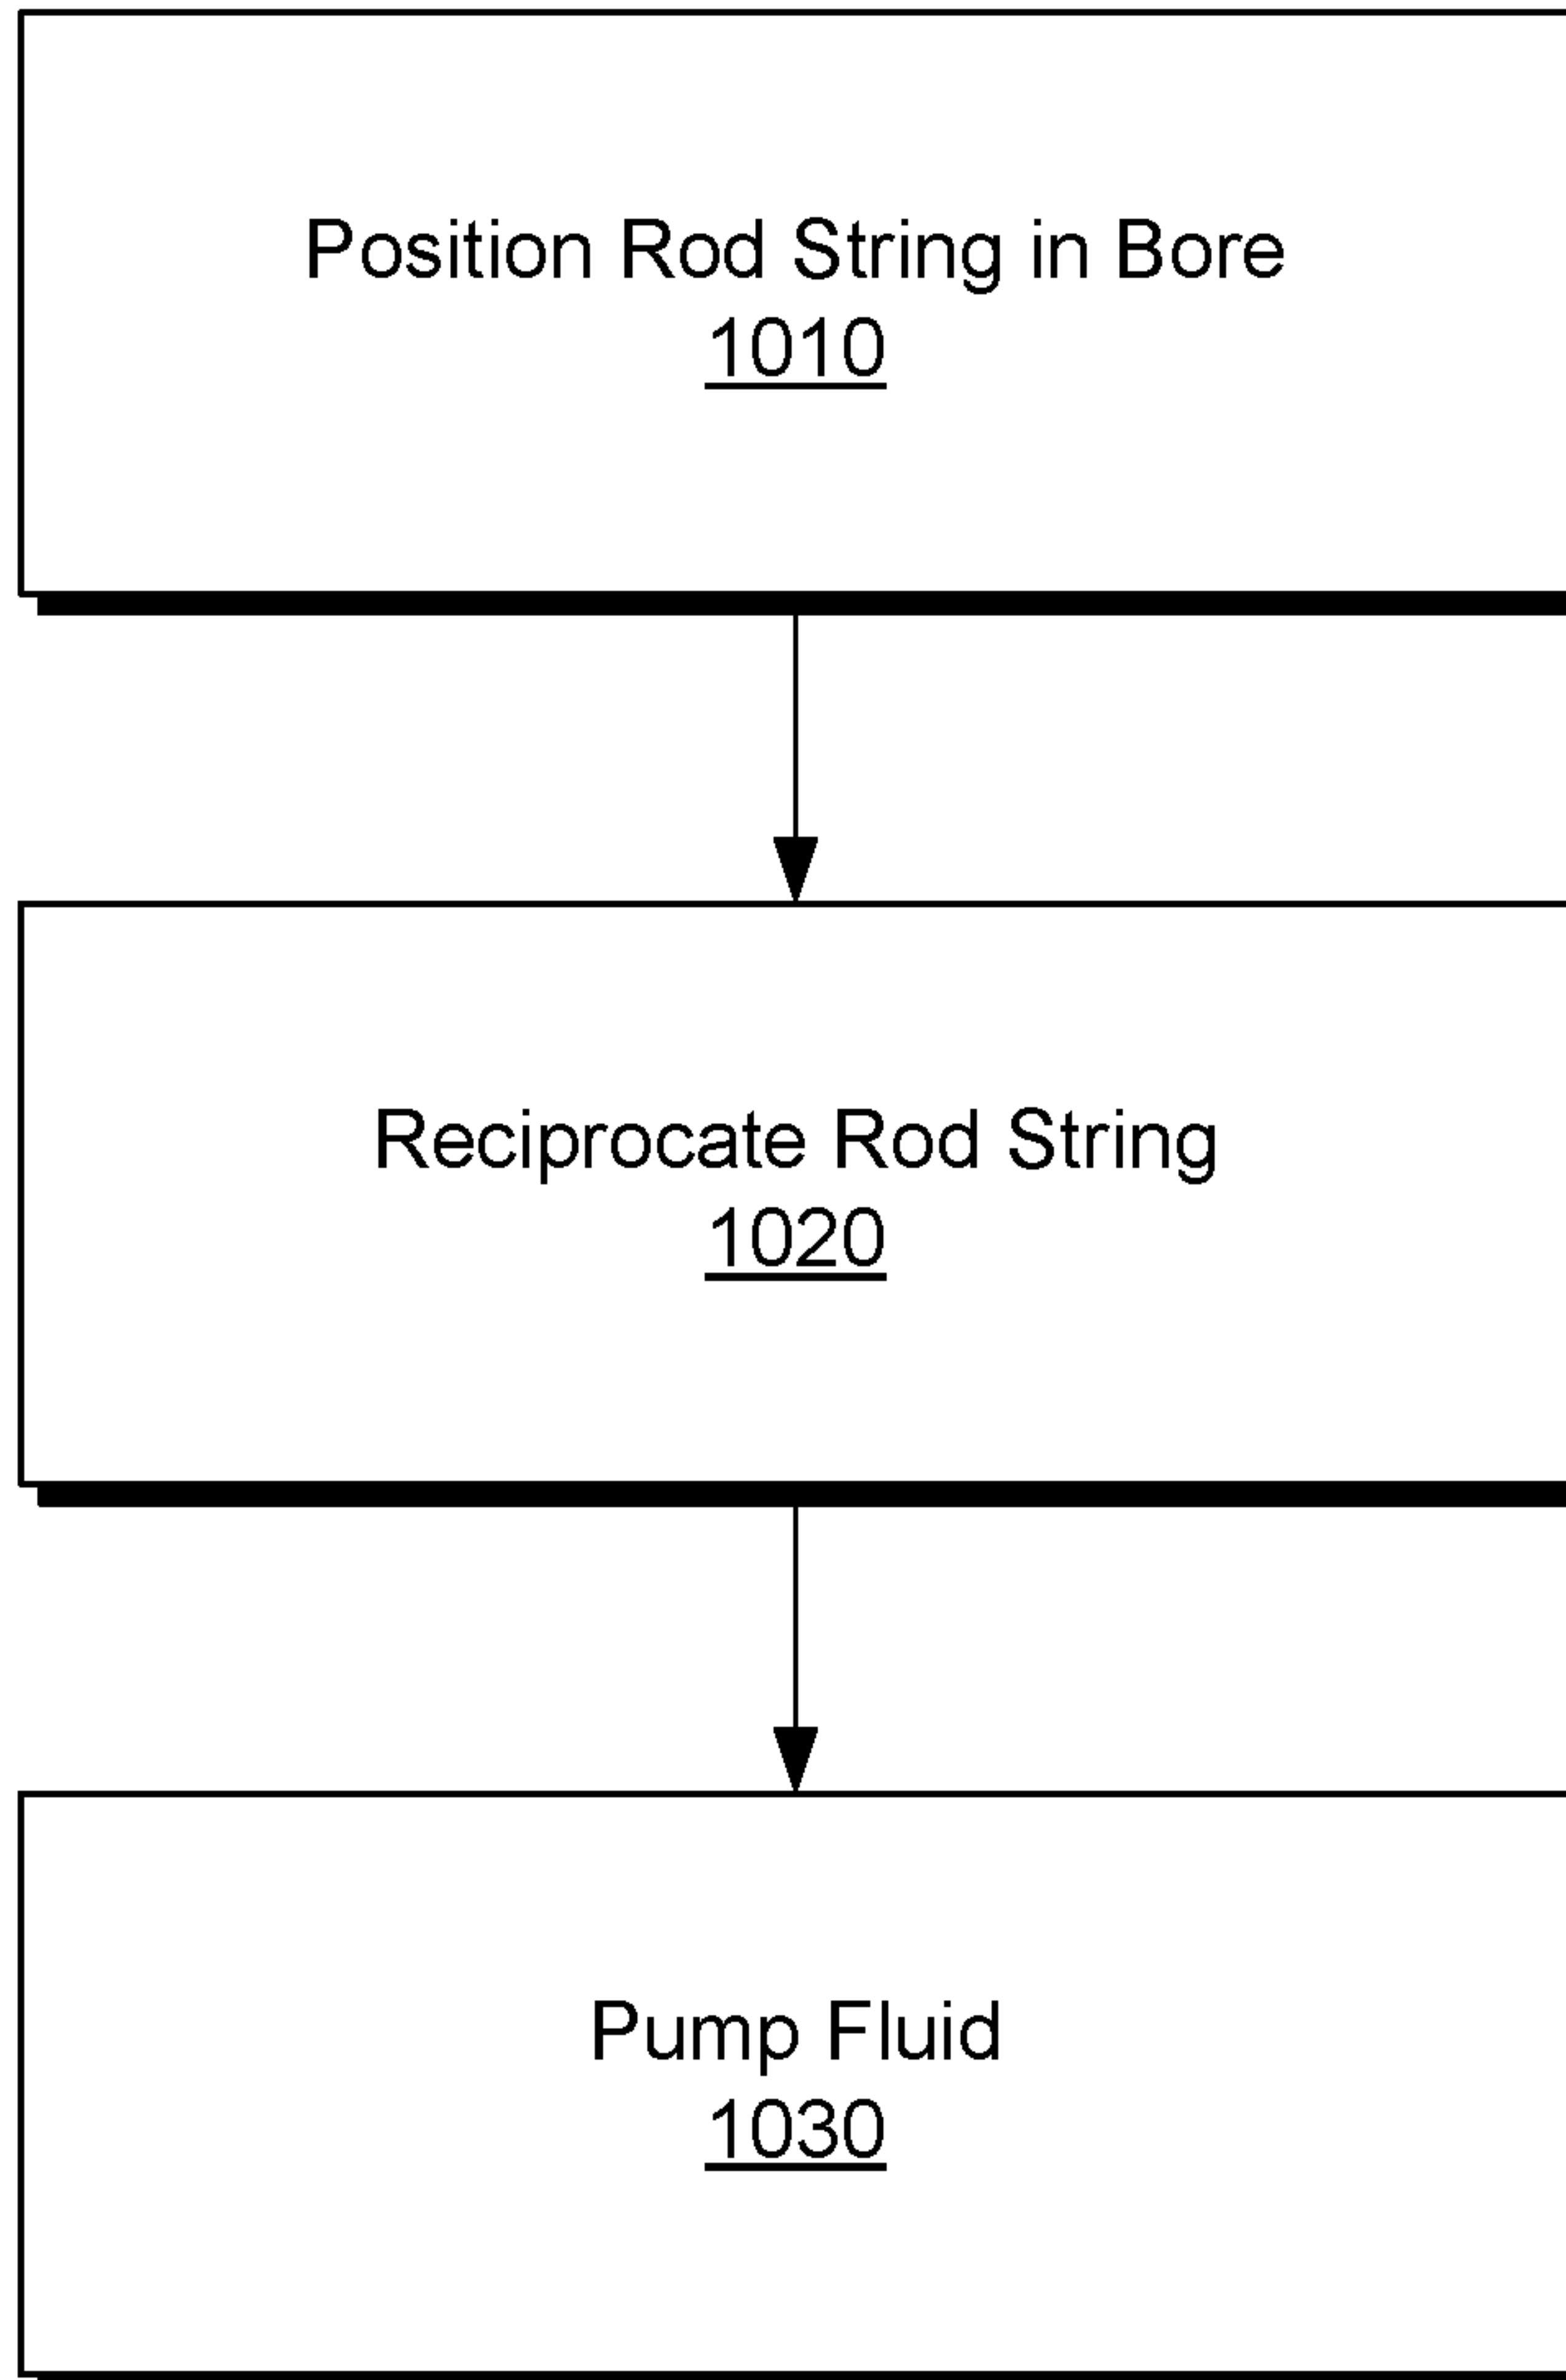 Position Rod String in Bore
1010
Reciprocate Rod String
1020
Pump Fluid
1030